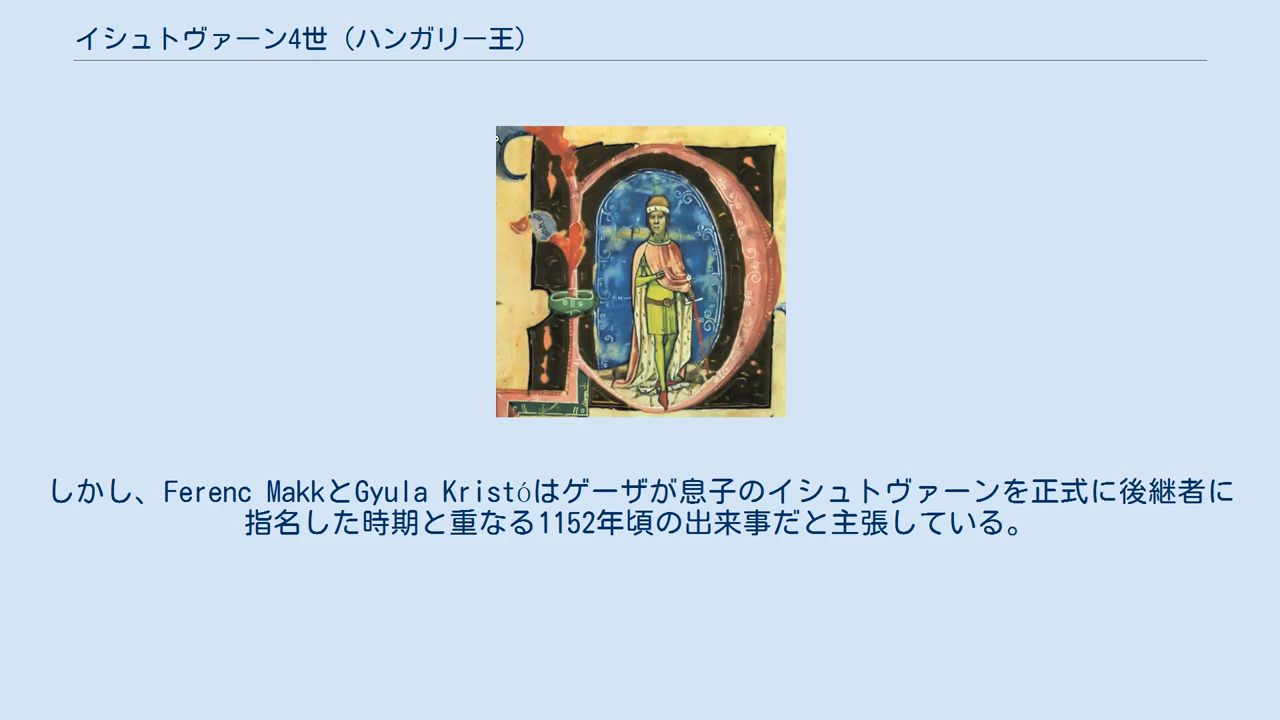 イシュトヴァーン4世（ハンガリー王）
しかし、Ferenc MakkとGyula Kristóはゲーザが息子のイシュトヴァーンを正式に後継者に
指名した時期と重なる1152年頃の出来事だと主張している。